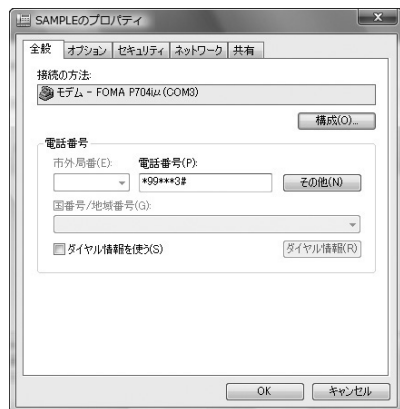 SAMPLEのプロパティ
全般 オプション セキュリティ ネットワーク 共有
接続の方法:
モデム - FOMA P704iμ(COM3)
構成(O)...
電話番号
市外局番(E): 電話番号(P):
*99***3# その他(N)
国番号/地域番号(G):
ダイヤル情報を使う(S) ダイヤル情報(R)
OK キャンセル